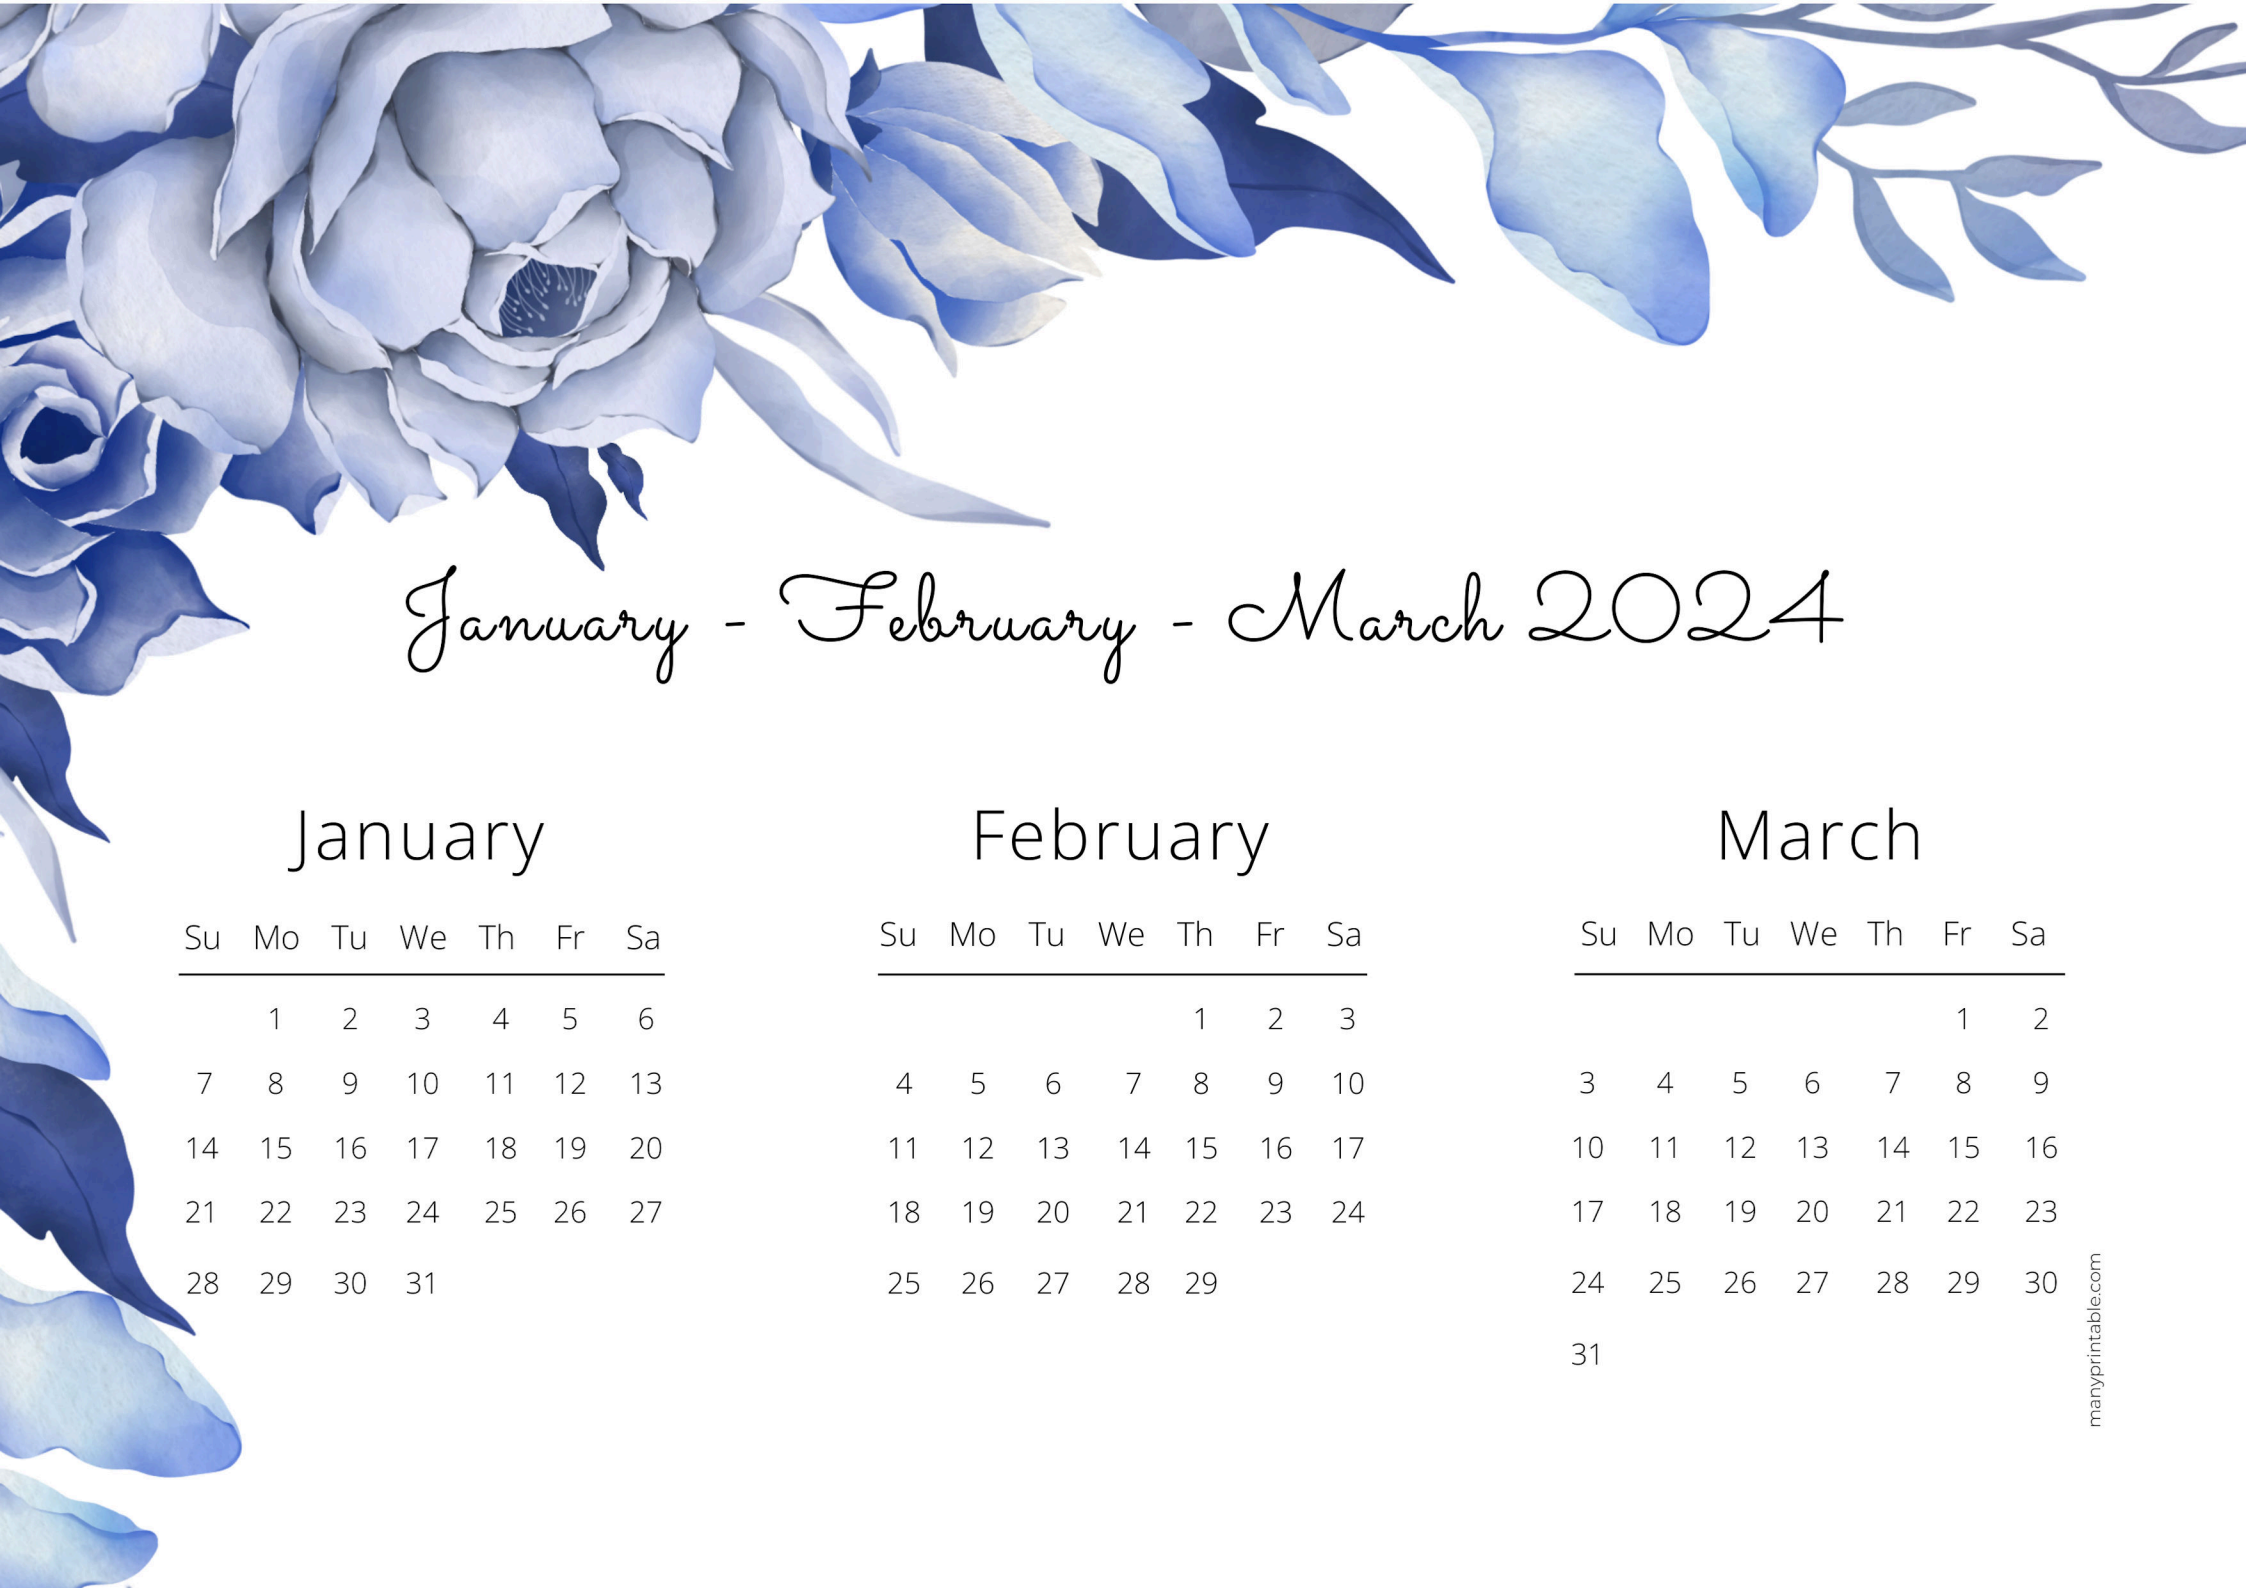 January - February - March 2024
January
Su Mo Tu We Th Fr Sa
1 2 3 4 5 6
7 8 9 10 11 12 13
14 15 16 17 18 19 20
21 22 23 24 25 26 27
28 29 30 31
February
Su Mo Tu We Th Fr Sa
1 2 3
4 5 6 7 8 9 10
11 12 13 14 15 16 17
18 19 20 21 22 23 24
25 26 27 28 29
March
Su Mo Tu We Th Fr Sa
1 2
3 4 5 6 7 8 9
10 11 12 13 14 15 16
17 18 19 20 21 22 23
24 25 26 27 28 29 30
31
manyprintable.com